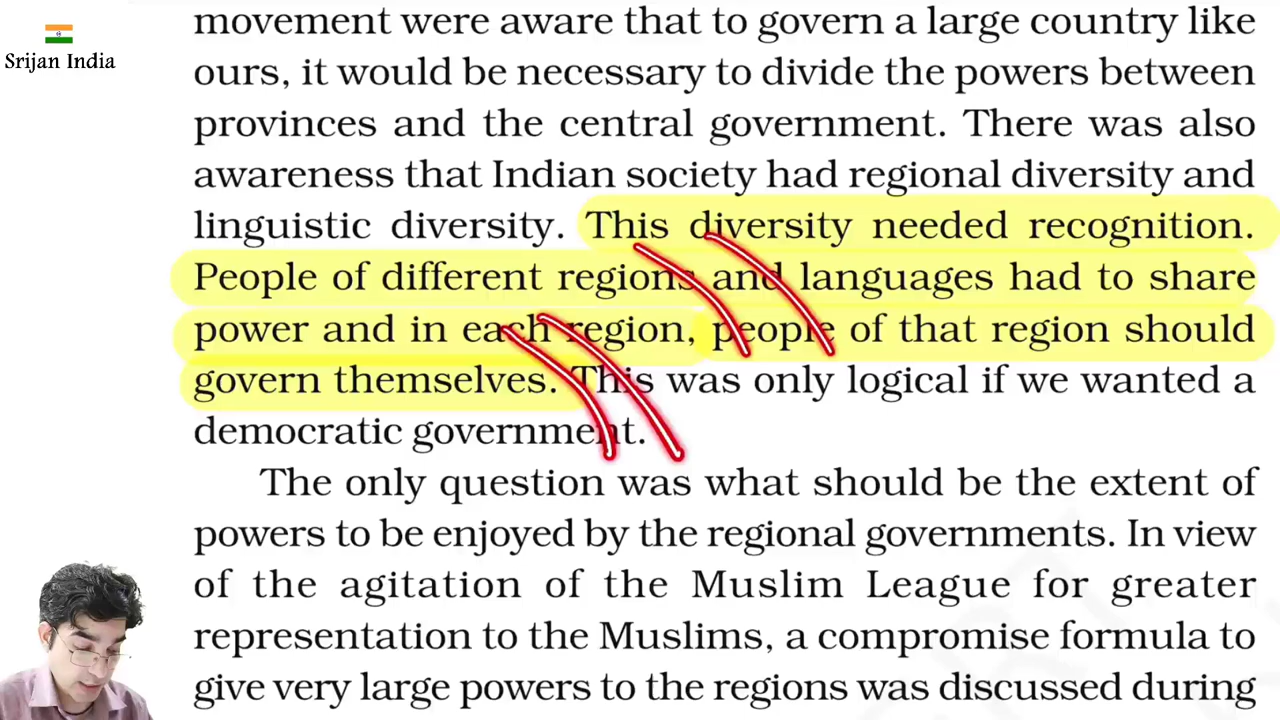 Srijan India
movement were aware that to govern a large country like
ours, it would be necessary to divide the powers between
provinces and the central government. There was also
awareness that Indian society had regional diversity and
linguistic diversity. This diversity needed recognition.
People of different regions and languages had to share
power and in each region, people of that region should
govern themselves. This was only logical if we wanted a
democratic government.
The only question was what should be the extent of
powers to be enjoyed by the regional governments. In view
of the agitation of the Muslim League for greater
representation to the Muslims, a compromise formula to
give very large powers to the regions was discussed during